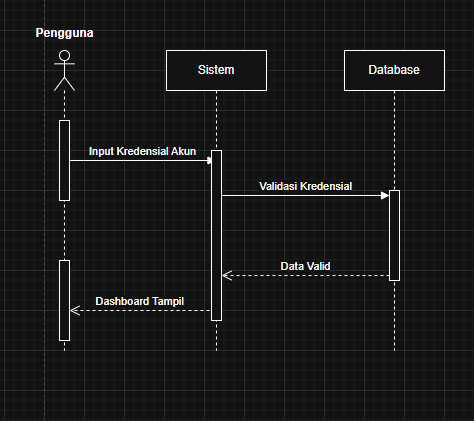 Pengguna
Sistem
Database
Input Kredensial Akun
Validasi Kredensial
Data Valid
Dashboard Tampil